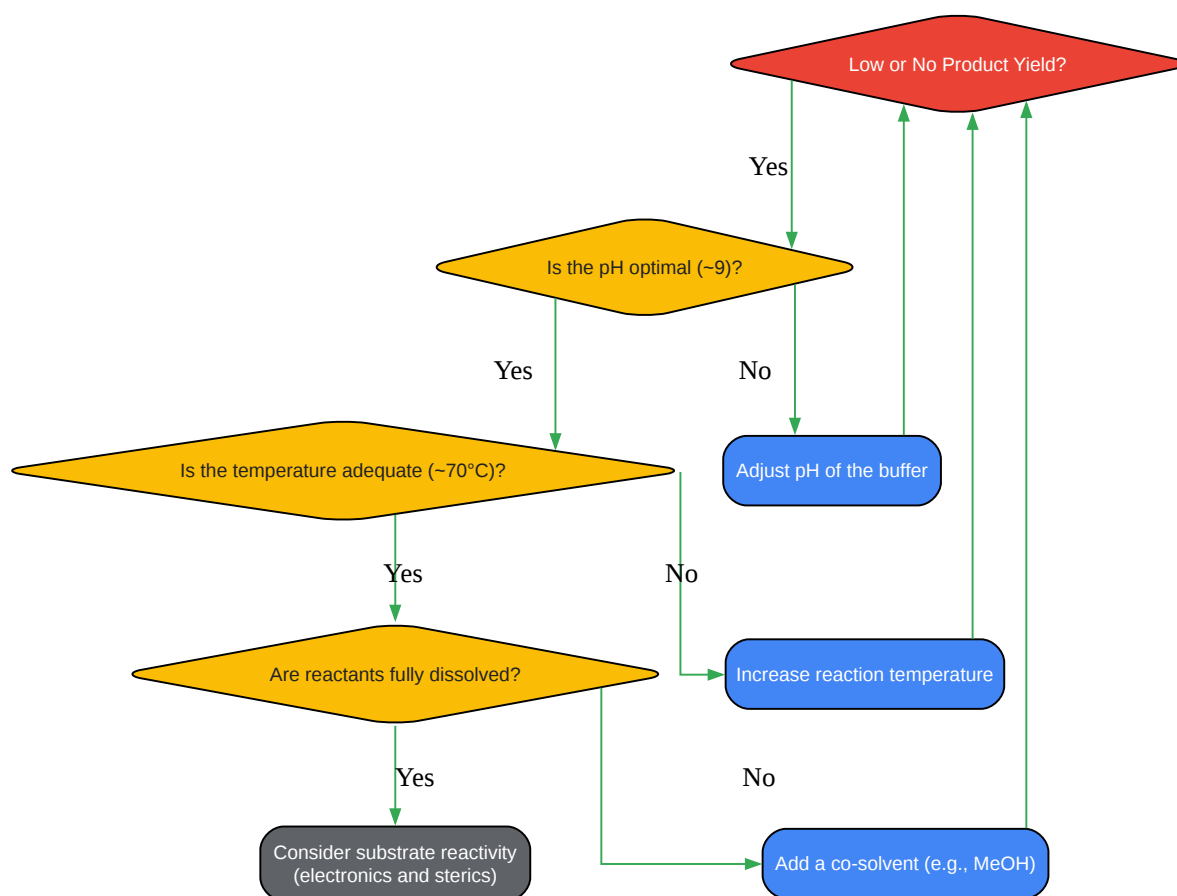 Low or No Product Yield?
Yes
Is the pH optimal (~9)?
Yes
No
Is the temperature adequate (~70°C)?
Adjust pH of the buffer
Yes
No
Are reactants fully dissolved?
Increase reaction temperature
Yes
No
Consider substrate reactivity
(electronics and sterics)
Add a co-solvent (e.g., MeOH)